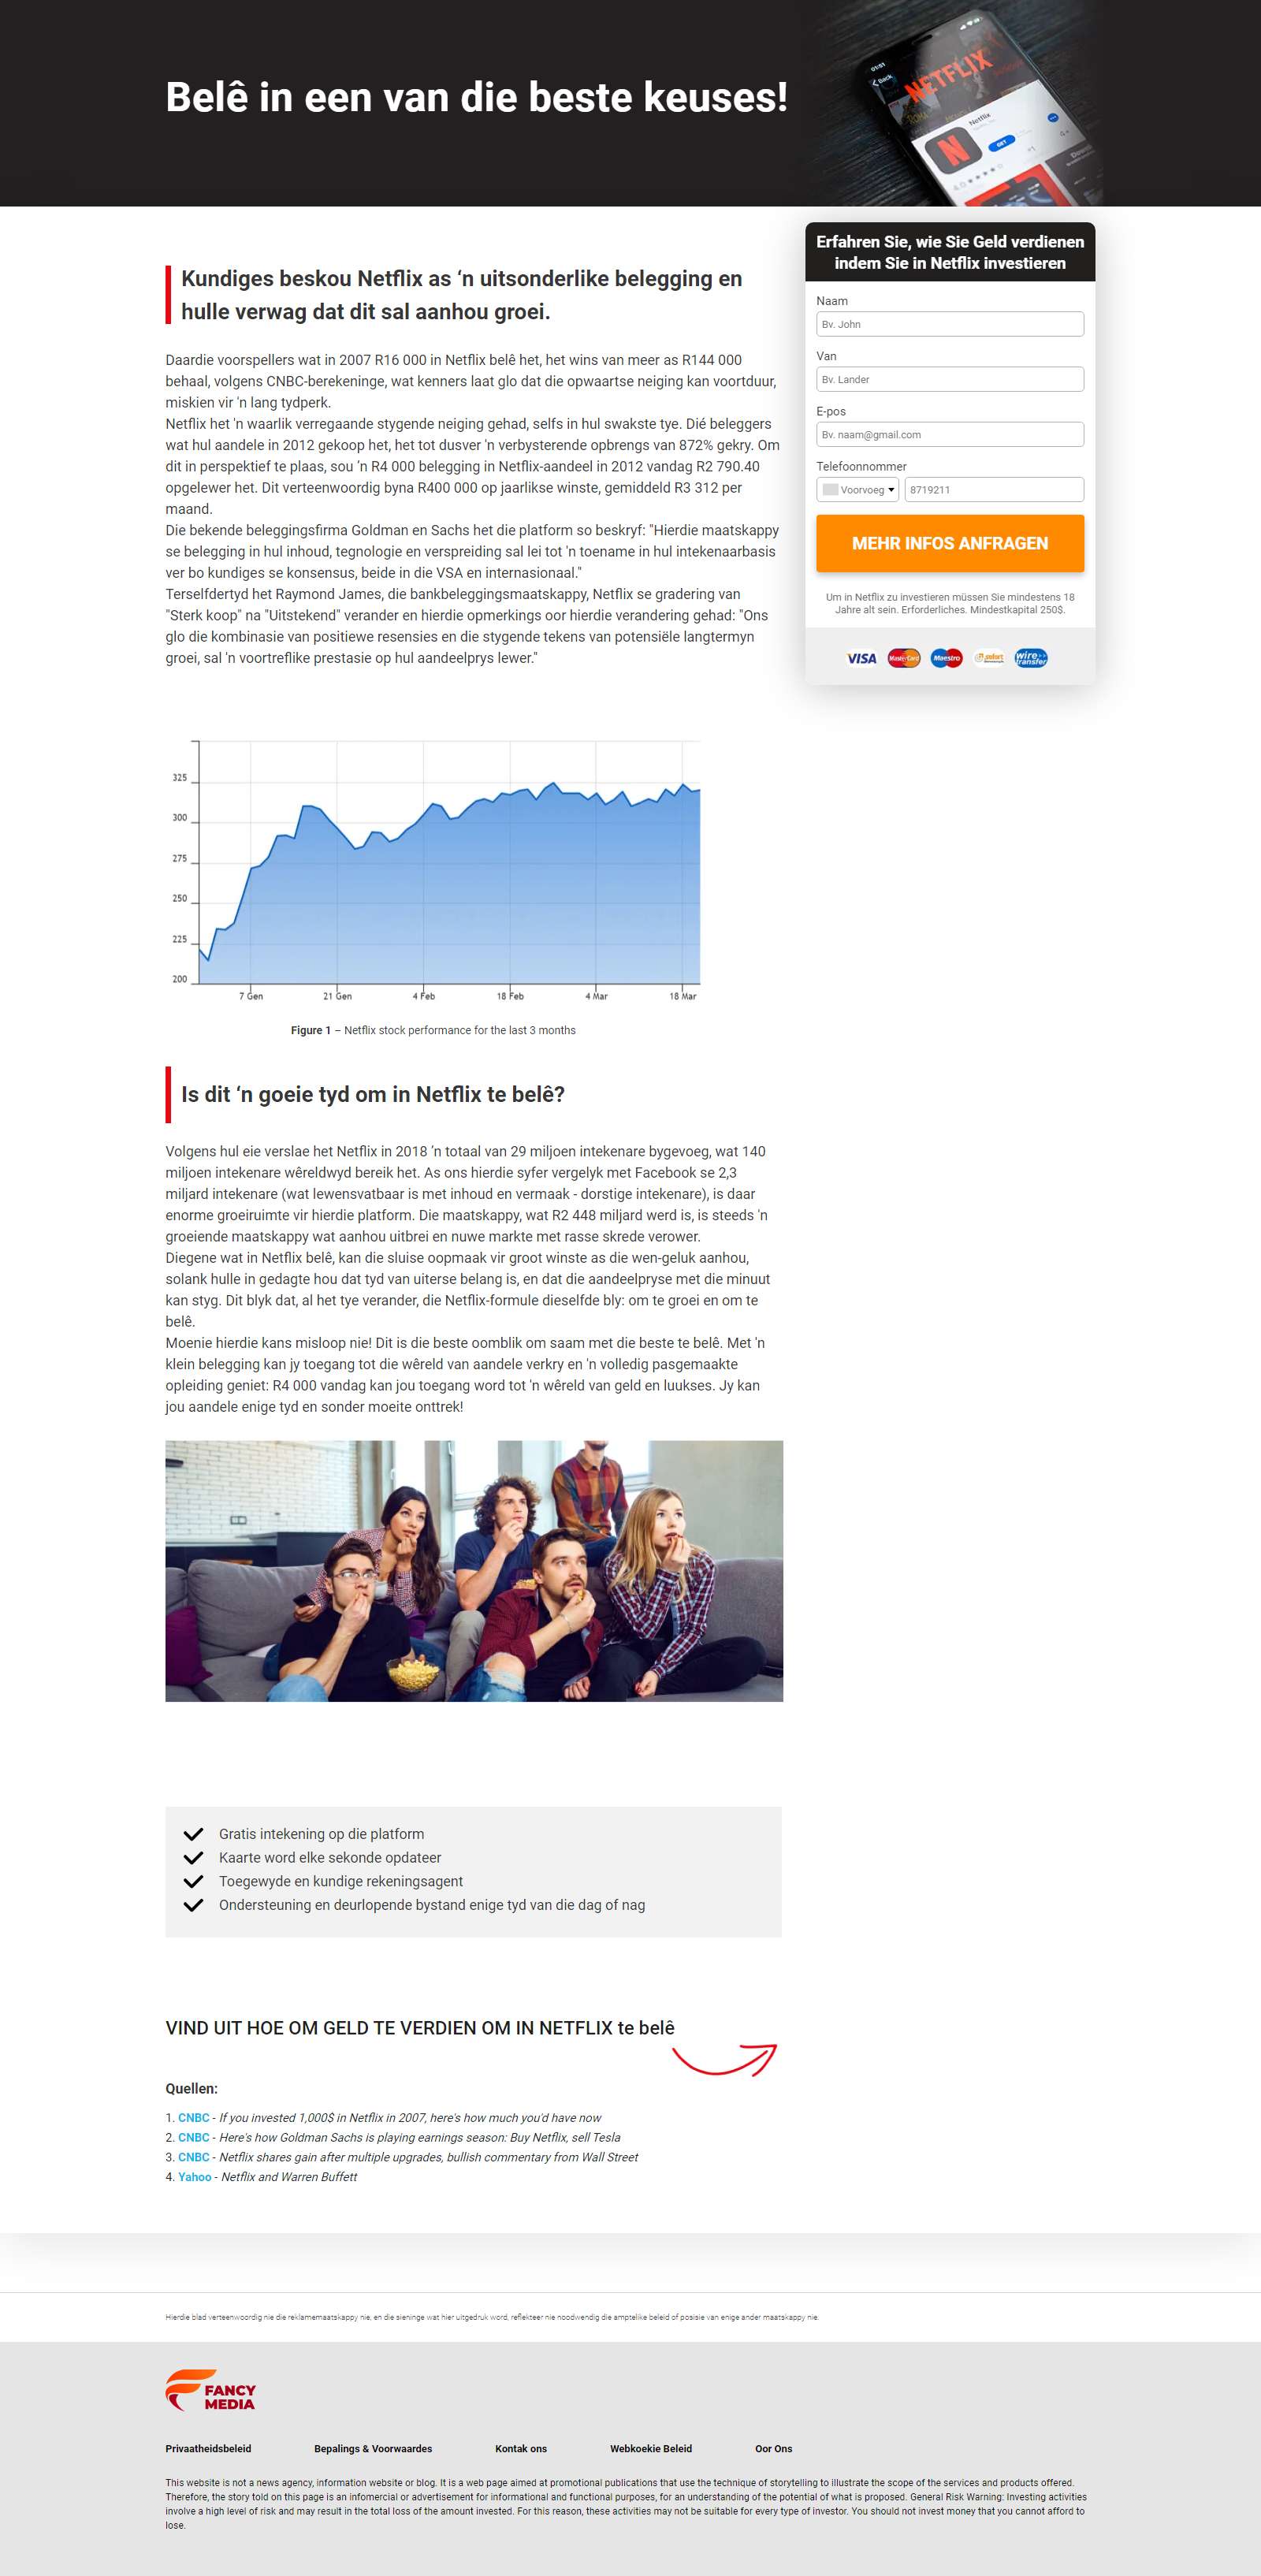 Belê in een van die beste keuses!
01:51
Back
NETFLIX
Netflix
GET
Kundiges beskou Netflix as ‘n uitsonderlike belegging en
hulle verwag dat dit sal aanhou groei.
Daardie voorspellers wat in 2007 R16 000 in Netflix belê het, het wins van meer as R144 000
behaal, volgens CNBC-berekeninge, wat kenners laat glo dat die opwaartse neiging kan voortduur,
miskien vir 'n lang tydperk.
Netflix het 'n waarlik verregaande stygende neiging gehad, selfs in hul swakste tye. Dié beleggers
wat hul aandele in 2012 gekoop het, het tot dusver 'n verbysterende opbrengs van 872% gekry. Om
dit in perspektief te plaas, sou ’n R4 000 belegging in Netflix-aandeel in 2012 vandag R2 790.40
opgelewer het. Dit verteenwoordig byna R400 000 op jaarlikse winste, gemiddeld R3 312 per
maand.
Die bekende beleggingsfirma Goldman en Sachs het die platform so beskryf: "Hierdie maatskappy
se belegging in hul inhoud, tegnologie en verspreiding sal lei tot 'n toename in hul intekenaarbasis
ver bo kundiges se konsensus, beide in die VSA en internasionaal."
Terselfdertyd het Raymond James, die bankbeleggingsmaatskappy, Netflix se gradering van
"Sterk koop" na "Uitstekend" verander en hierdie opmerkings oor hierdie verandering gehad: "Ons
glo die kombinasie van positiewe resensies en die stygende tekens van potensiële langtermyn
groei, sal 'n voortreflike prestasie op hul aandeelprys lewer."
Erfahren Sie, wie Sie Geld verdienen
indem Sie in Netflix investieren
Naam
Bv. John
Van
Bv. Lander
E-pos
Bv. naam@gmail.com
Telefoonnommer
Voorvoeg 8719211
MEHR INFOS ANFRAGEN
Um in Netflix zu investieren müssen Sie mindestens 18
Jahre alt sein. Erforderliches. Mindestkapital 250$.
VISA MasterCard Maestro wire transfer
325
300
275
250
225
200
7 Gen 21 Gen 4 Feb 18 Feb 4 Mar 18 Mar
Figure 1 – Netflix stock performance for the last 3 months
Is dit ‘n goeie tyd om in Netflix te belê?
Volgens hul eie verslae het Netflix in 2018 ’n totaal van 29 miljoen intekenare bygevoeg, wat 140
miljoen intekenare wêreldwyd bereik het. As ons hierdie syfer vergelyk met Facebook se 2,3
miljard intekenare (wat lewensvatbaar is met inhoud en vermaak - dorstige intekenare), is daar
enorme groeiruimte vir hierdie platform. Die maatskappy, wat R2 448 miljard werd is, is steeds 'n
groeiende maatskappy wat aanhou uitbrei en nuwe markte met rasse skrede verower.
Diegene wat in Netflix belê, kan die sluise oopmaak vir groot winste as die wen-geluk aanhou,
solank hulle in gedagte hou dat tyd van uiterse belang is, en dat die aandeelpryse met die minuut
kan styg. Dit blyk dat, al het tye verander, die Netflix-formule dieselfde bly: om te groei en om te
belê.
Moenie hierdie kans misloop nie! Dit is die beste oomblik om saam met die beste te belê. Met 'n
klein belegging kan jy toegang tot die wêreld van aandele verkry en 'n volledig pasgemaakte
opleiding geniet: R4 000 vandag kan jou toegang word tot 'n wêreld van geld en luukses. Jy kan
jou aandele enige tyd en sonder moeite onttrek!
Gratis intekening op die platform
Kaarte word elke sekonde opdateer
Toegewyde en kundige rekeningsagent
Ondersteuning en deurlopende bystand enige tyd van die dag of nag
VIND UIT HOE OM GELD TE VERDIEN OM IN NETFLIX te belê
Quellen:
1. CNBC - If you invested 1,000$ in Netflix in 2007, here's how much you'd have now
2. CNBC - Here's how Goldman Sachs is playing earnings season: Buy Netflix, sell Tesla
3. CNBC - Netflix shares gain after multiple upgrades, bullish commentary from Wall Street
4. Yahoo - Netflix and Warren Buffett
Hierdie blad verteenwoordig nie die reklamemaatskappy nie, en die sieninge wat hier uitgedruk word, reflekteer nie noodwendig die amptelike beleid of posisie van enige ander maatskappy nie.
FANCY
MEDIA
Privaatheidsbeleid Bepalings & Voorwaardes Kontak ons Webkoekie Beleid Oor Ons
This website is not a news agency, information website or blog. It is a web page aimed at promotional publications that use the technique of storytelling to illustrate the scope of the services and products offered.
Therefore, the story told on this page is an infomercial or advertisement for informational and functional purposes, for an understanding of the potential of what is proposed. General Risk Warning: Investing activities
involve a high level of risk and may result in the total loss of the amount invested. For this reason, these activities may not be suitable for every type of investor. You should not invest money that you cannot afford to
lose.